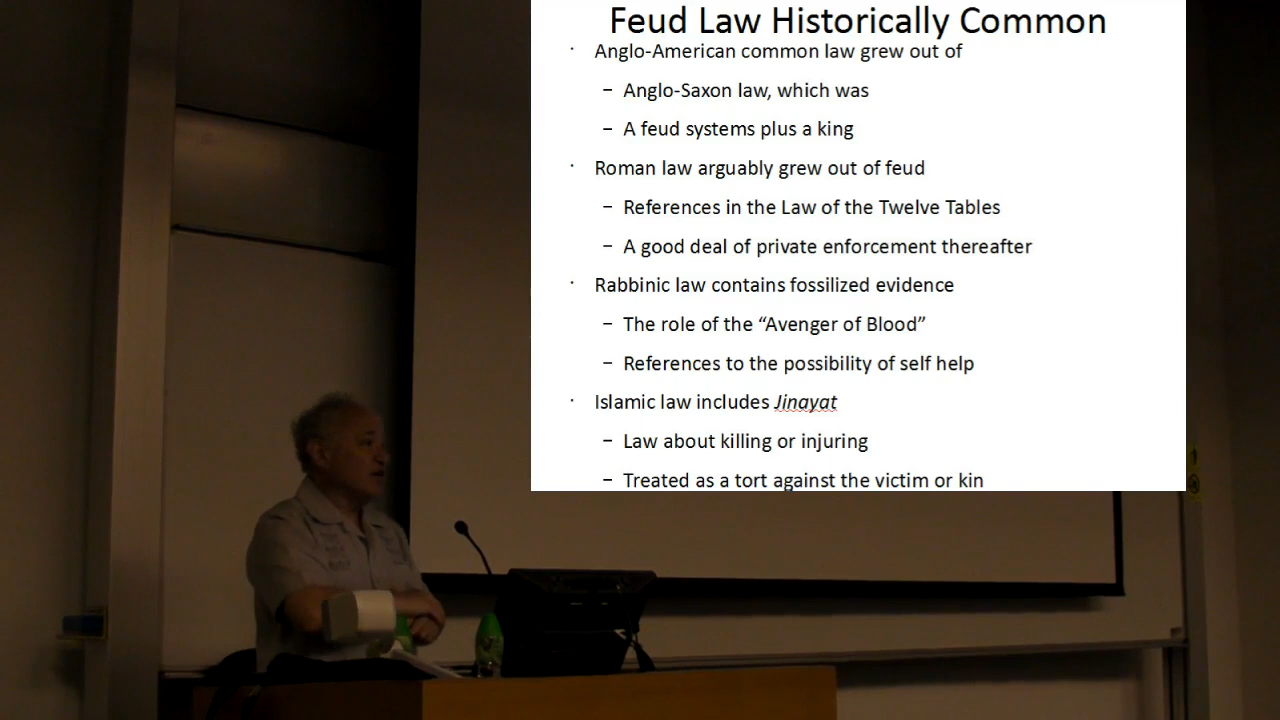 Feud Law Historically Common
· Anglo-American common law grew out of
– Anglo-Saxon law, which was
– A feud systems plus a king
· Roman law arguably grew out of feud
– References in the Law of the Twelve Tables
– A good deal of private enforcement thereafter
· Rabbinic law contains fossilized evidence
– The role of the “Avenger of Blood”
– References to the possibility of self help
· Islamic law includes Jinayat
– Law about killing or injuring
– Treated as a tort against the victim or kin